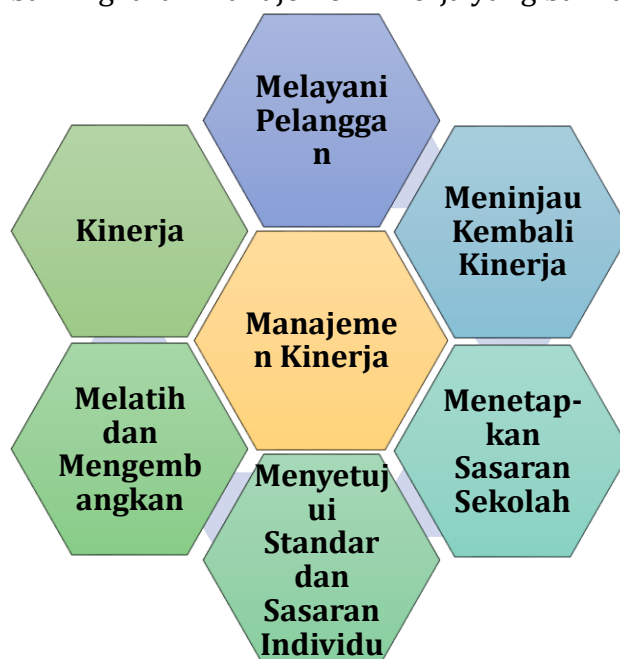 Melayani
Pelangga
n
Meninjau
Kembali
Kinerja
Kinerja
Manajeme
n Kinerja
Melatih
dan
Mengemb
angkan
Menetap-
kan
Sasaran
Sekolah
Menyetuj
ui
Standar
dan
Sasaran
Individu